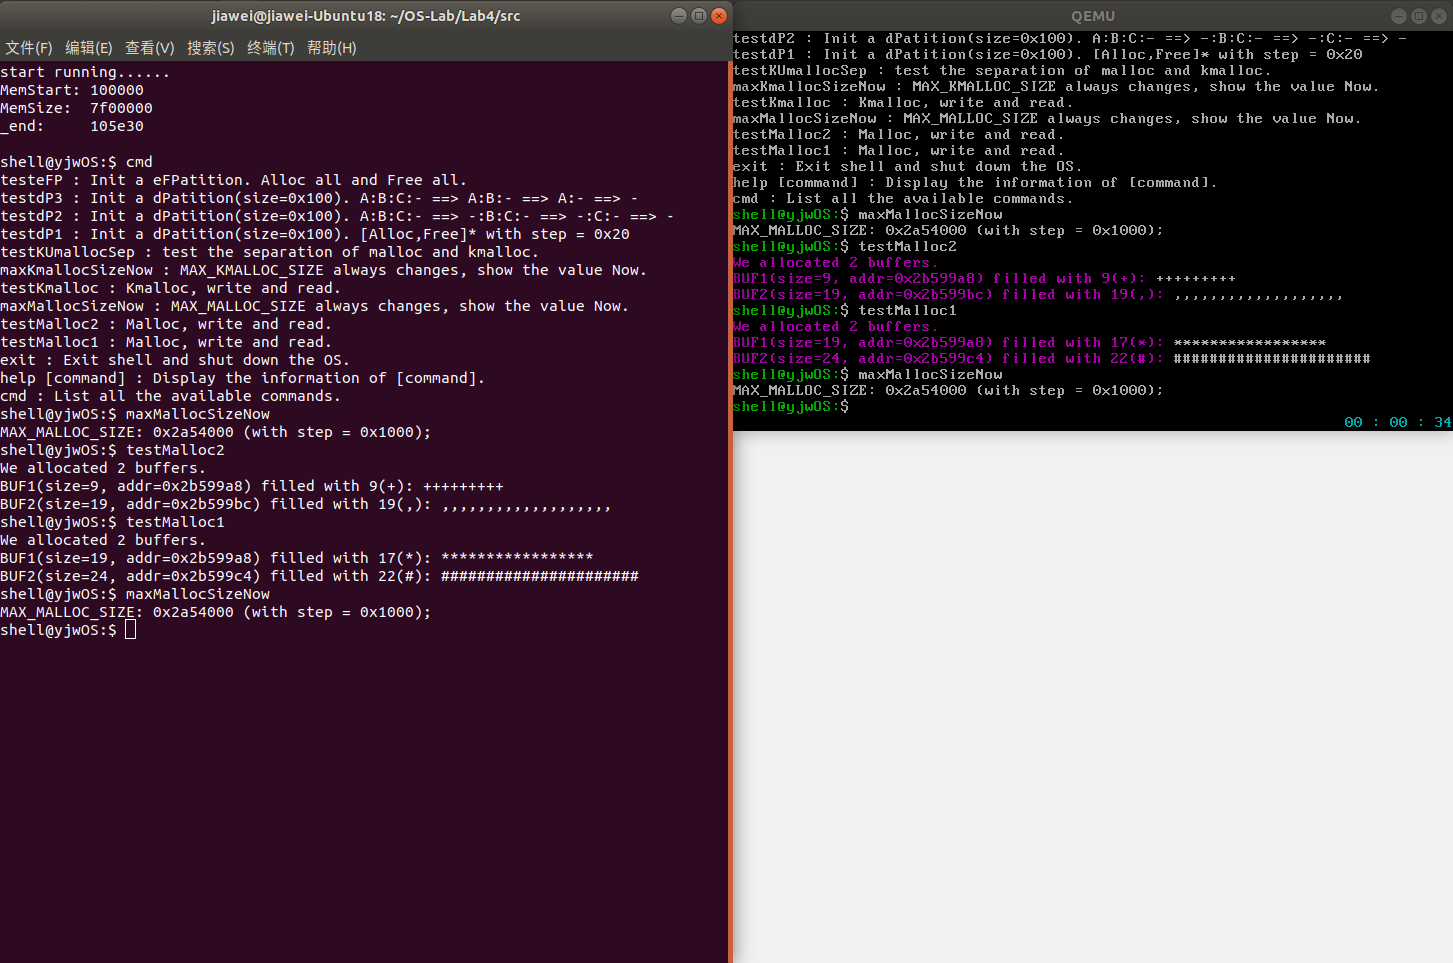 jiawei@jiawei-Ubuntu18: ~/OS-Lab/Lab4/src
文件(F) 编辑(E) 查看(V) 搜索(S) 终端(T) 帮助(H)
start running......
MemStart: 100000
MemSize:  7f00000
_end:     105e30
shell@yjwOS:$ cmd
testeFP : Init a eFPatition. Alloc all and Free all.
testdP3 : Init a dPatition(size=0x100). A:B:C:- ==> A:B:- ==> A:- ==> -
testdP2 : Init a dPatition(size=0x100). A:B:C:- ==> -:B:C:- ==> -:C:- ==> -
testdP1 : Init a dPatition(size=0x100). [Alloc,Free]* with step = 0x20
testKUmallocSep : test the separation of malloc and kmalloc.
maxKmallocSizeNow : MAX_KMALLOC_SIZE always changes, show the value Now.
testKmalloc : Kmalloc, write and read.
maxMallocSizeNow : MAX_MALLOC_SIZE always changes, show the value Now.
testMalloc2 : Malloc, write and read.
testMalloc1 : Malloc, write and read.
exit : Exit shell and shut down the OS.
help [command] : Display the information of [command].
cmd : List all the available commands.
shell@yjwOS:$ maxMallocSizeNow
MAX_MALLOC_SIZE: 0x2a54000 (with step = 0x1000);
shell@yjwOS:$ testMalloc2
We allocated 2 buffers.
BUF1(size=9, addr=0x2b599a8) filled with 9(+): +++++++++
BUF2(size=19, addr=0x2b599bc) filled with 19(,): ,,,,,,,,,,,,,,,,,,,
shell@yjwOS:$ testMalloc1
We allocated 2 buffers.
BUF1(size=19, addr=0x2b599a8) filled with 17(*): *****************
BUF2(size=24, addr=0x2b599c4) filled with 22(#): ######################
shell@yjwOS:$ maxMallocSizeNow
MAX_MALLOC_SIZE: 0x2a54000 (with step = 0x1000);
shell@yjwOS:$
QEMU
testdP2 : Init a dPatition(size=0x100). A:B:C:- ==> -:B:C:- ==> -:C:- ==> -
testdP1 : Init a dPatition(size=0x100). [Alloc,Free]* with step = 0x20
testKUmallocSep : test the separation of malloc and kmalloc.
maxKmallocSizeNow : MAX_KMALLOC_SIZE always changes, show the value Now.
testKmalloc : Kmalloc, write and read.
maxMallocSizeNow : MAX_MALLOC_SIZE always changes, show the value Now.
testMalloc2 : Malloc, write and read.
testMalloc1 : Malloc, write and read.
exit : Exit shell and shut down the OS.
help [command] : Display the information of [command].
cmd : List all the available commands.
shell@yjwOS:$ maxMallocSizeNow
MAX_MALLOC_SIZE: 0x2a54000 (with step = 0x1000);
shell@yjwOS:$ testMalloc2
We allocated 2 buffers.
BUF1(size=9, addr=0x2b599a8) filled with 9(+): +++++++++
BUF2(size=19, addr=0x2b599bc) filled with 19(,): ,,,,,,,,,,,,,,,,,,,
shell@yjwOS:$ testMalloc1
We allocated 2 buffers.
BUF1(size=19, addr=0x2b599a8) filled with 17(*): *****************
BUF2(size=24, addr=0x2b599c4) filled with 22(#): ######################
shell@yjwOS:$ maxMallocSizeNow
MAX_MALLOC_SIZE: 0x2a54000 (with step = 0x1000);
shell@yjwOS:$
00 : 00 : 34